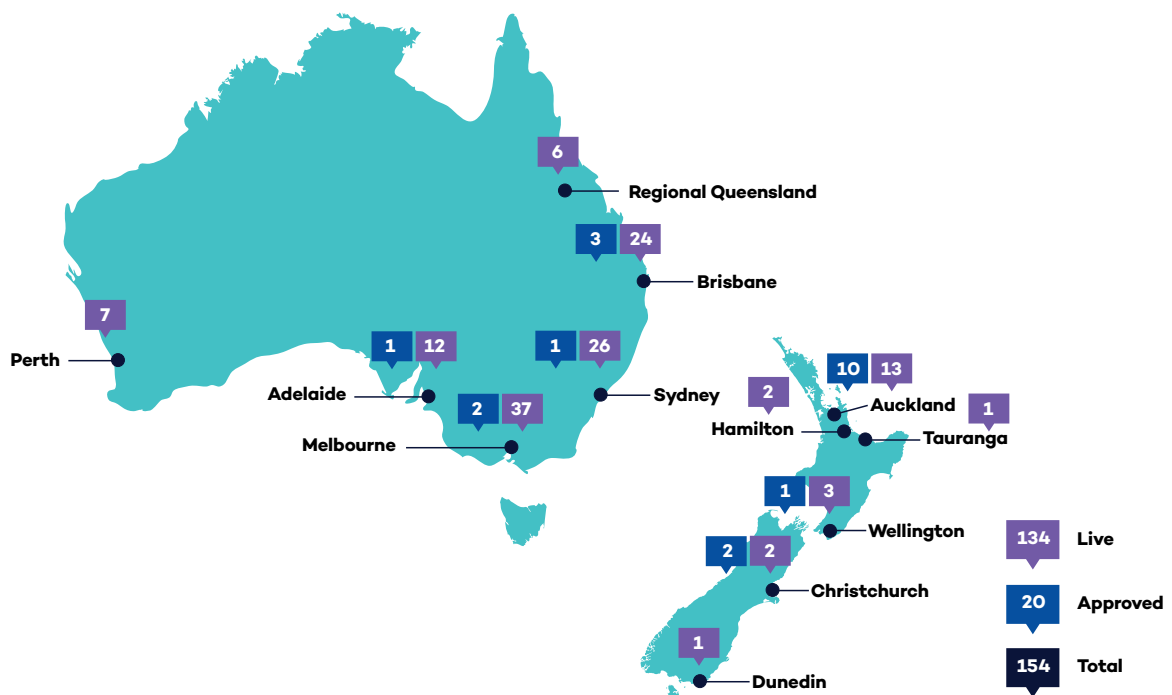 6
Regional Queensland
3 24
Brisbane
7
Perth
1 12
Adelaide
1 26
Sydney
2 37
Melbourne
10 13
Auckland
2
Hamilton
1
Tauranga
1 3
Wellington
2 2
Christchurch
1
Dunedin
134 Live
20 Approved
154 Total